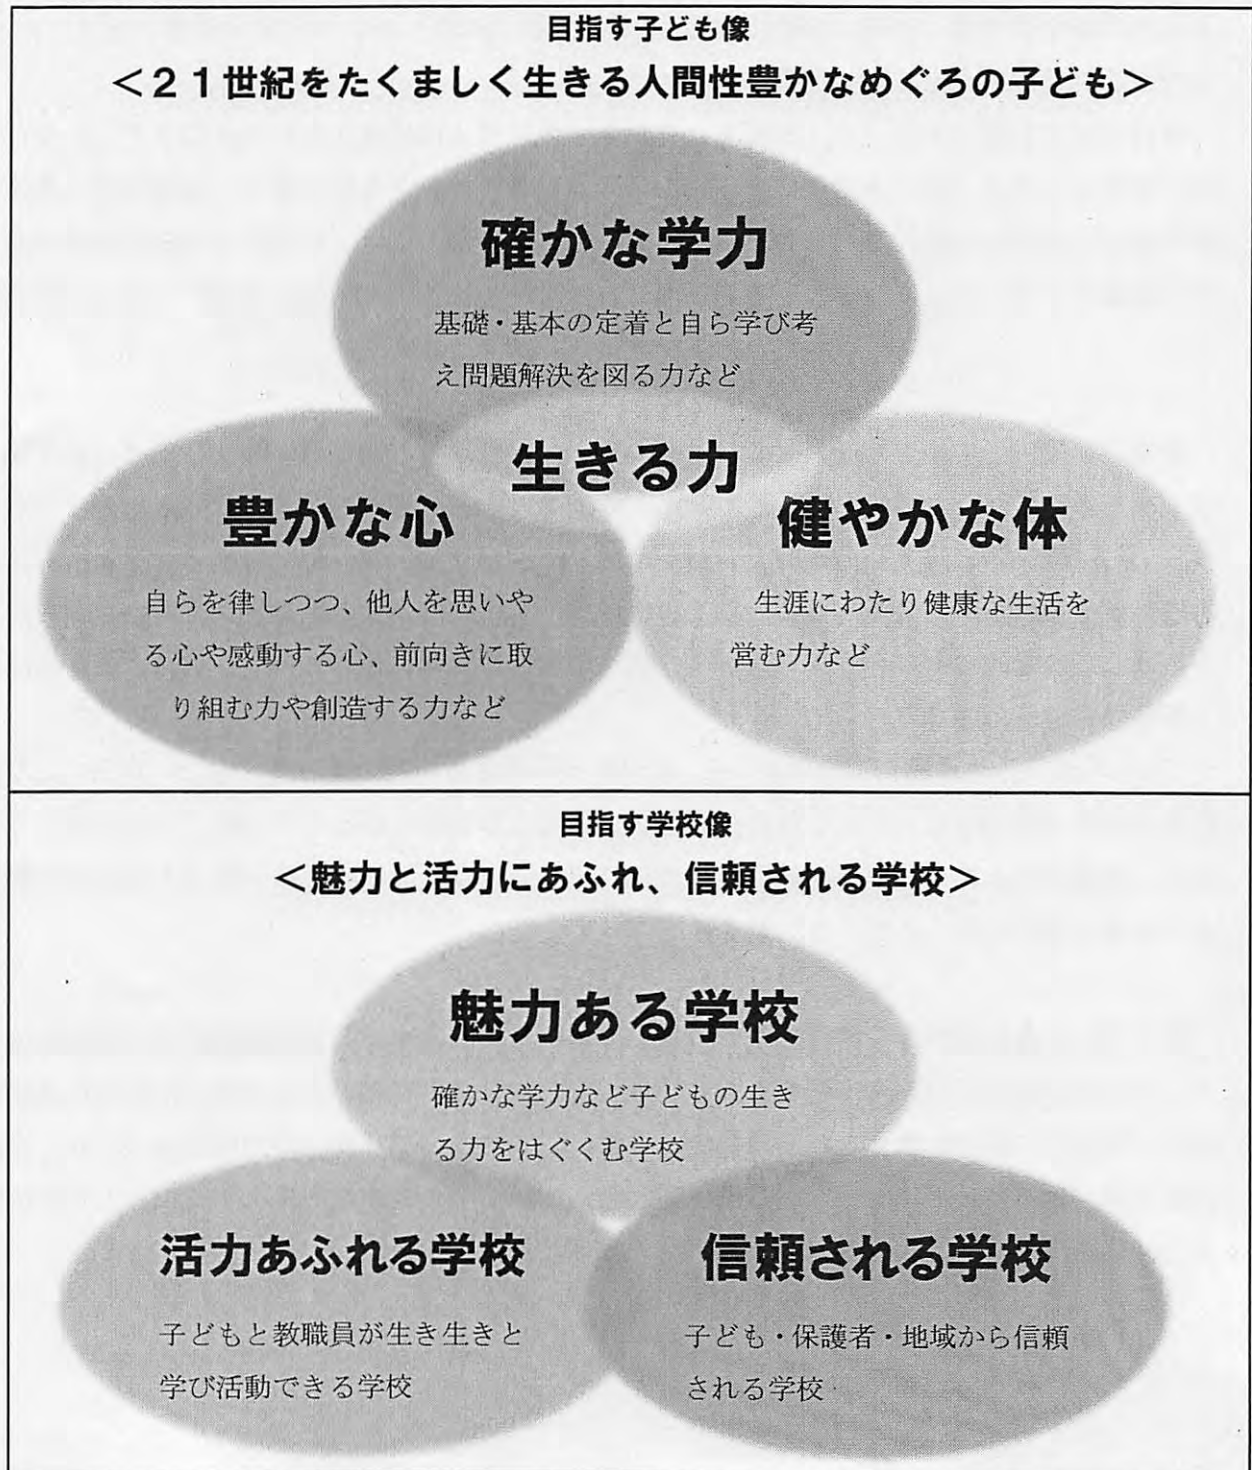 目指す子ども像
＜２１世紀をたくましく生きる人間性豊かなめぐろの子ども＞
確かな学力
基礎・基本の定着と自ら学び考
え問題解決を図る力など
生きる力
豊かな心
自らを律しつつ、他人を思いや
る心や感動する心、前向きに取
り組む力や創造する力など
健やかな体
生涯にわたり健康な生活を
営む力など
目指す学校像
＜魅力と活力にあふれ、信頼される学校＞
魅力ある学校
確かな学力など子どもの生き
る力をはぐくむ学校
活力あふれる学校
子どもと教職員が生き生きと
学び活動できる学校
信頼される学校
子ども・保護者・地域から信頼
される学校